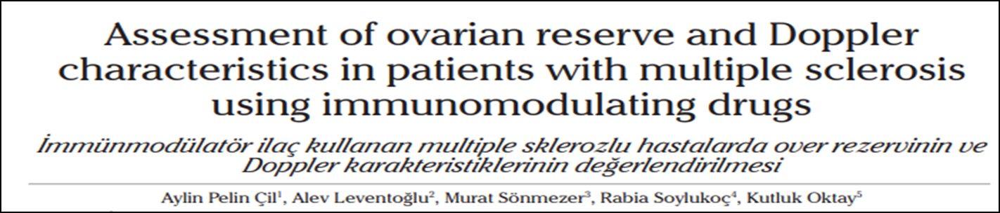 Assessment of ovarian reserve and Doppler
characteristics in patients with multiple sclerosis
using immunomodulating drugs
İmmünmodülatör ilaç kullanan multiple sklerozlu hastalarda over rezervinin ve
Doppler karakteristiklerinin değerlendirilmesi
Aylin Pelin Çil¹, Alev Leventoğlu², Murat Sönmezer³, Rabia Soylukoç⁴, Kutluk Oktay⁵